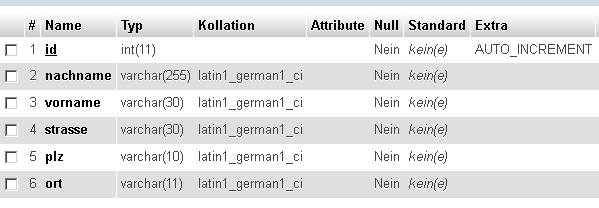 # Name Typ Kollation Attribute Null Standard Extra
1 id int(11) Nein kein(e) AUTO_INCREMENT
2 nachname varchar(255) latin1_german1_ci Nein kein(e)
3 vorname varchar(30) latin1_german1_ci Nein kein(e)
4 strasse varchar(30) latin1_german1_ci Nein kein(e)
5 plz varchar(10) latin1_german1_ci Nein kein(e)
6 ort varchar(11) latin1_german1_ci Nein kein(e)